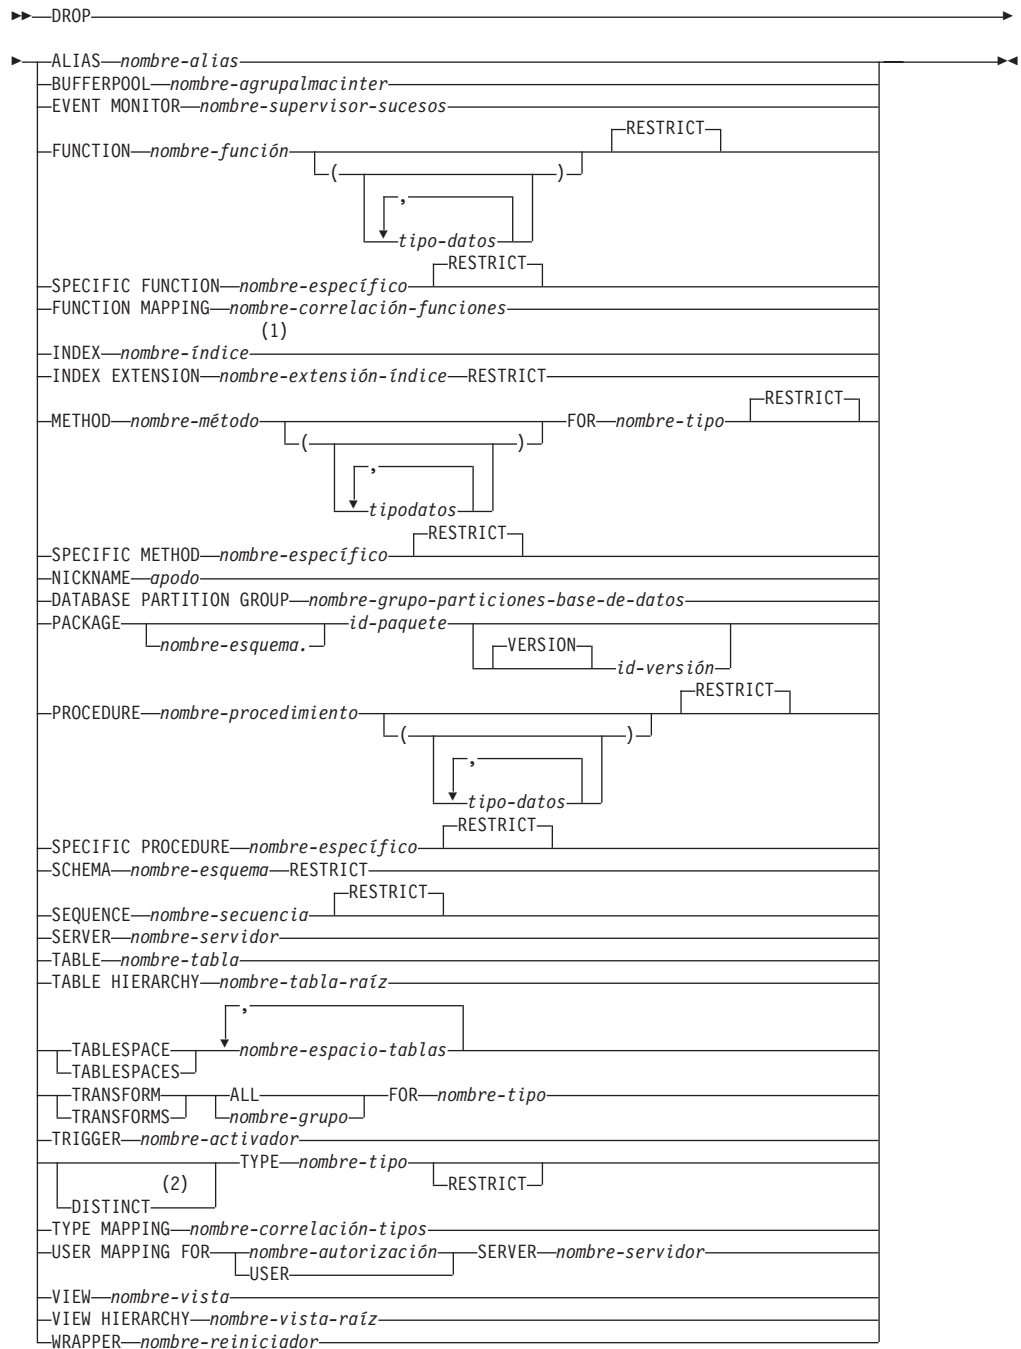 DROP
ALIAS nombre-alias
BUFFERPOOL nombre-agrupalmacinter
EVENT MONITOR nombre-supervisor-sucesos
RESTRICT
FUNCTION nombre-función
( )
,
tipo-datos
RESTRICT
SPECIFIC FUNCTION nombre-específico
FUNCTION MAPPING nombre-correlación-funciones
(1)
INDEX nombre-índice
INDEX EXTENSION nombre-extensión-índice RESTRICT
RESTRICT
METHOD nombre-método FOR nombre-tipo
( )
,
tipodatos
RESTRICT
SPECIFIC METHOD nombre-específico
NICKNAME apodo
DATABASE PARTITION GROUP nombre-grupo-particiones-base-de-datos
PACKAGE id-paquete
nombre-esquema. VERSION
id-versión
RESTRICT
PROCEDURE nombre-procedimiento
( )
,
tipo-datos
RESTRICT
SPECIFIC PROCEDURE nombre-específico
SCHEMA nombre-esquema RESTRICT
RESTRICT
SEQUENCE nombre-secuencia
SERVER nombre-servidor
TABLE nombre-tabla
TABLE HIERARCHY nombre-tabla-raíz
,
TABLESPACE nombre-espacio-tablas
TABLESPACES
TRANSFORM ALL FOR nombre-tipo
TRANSFORMS nombre-grupo
TRIGGER nombre-activador
TYPE nombre-tipo
(2) RESTRICT
DISTINCT
TYPE MAPPING nombre-correlación-tipos
USER MAPPING FOR nombre-autorización SERVER nombre-servidor
USER
VIEW nombre-vista
VIEW HIERARCHY nombre-vista-raíz
WRAPPER nombre-reiniciador